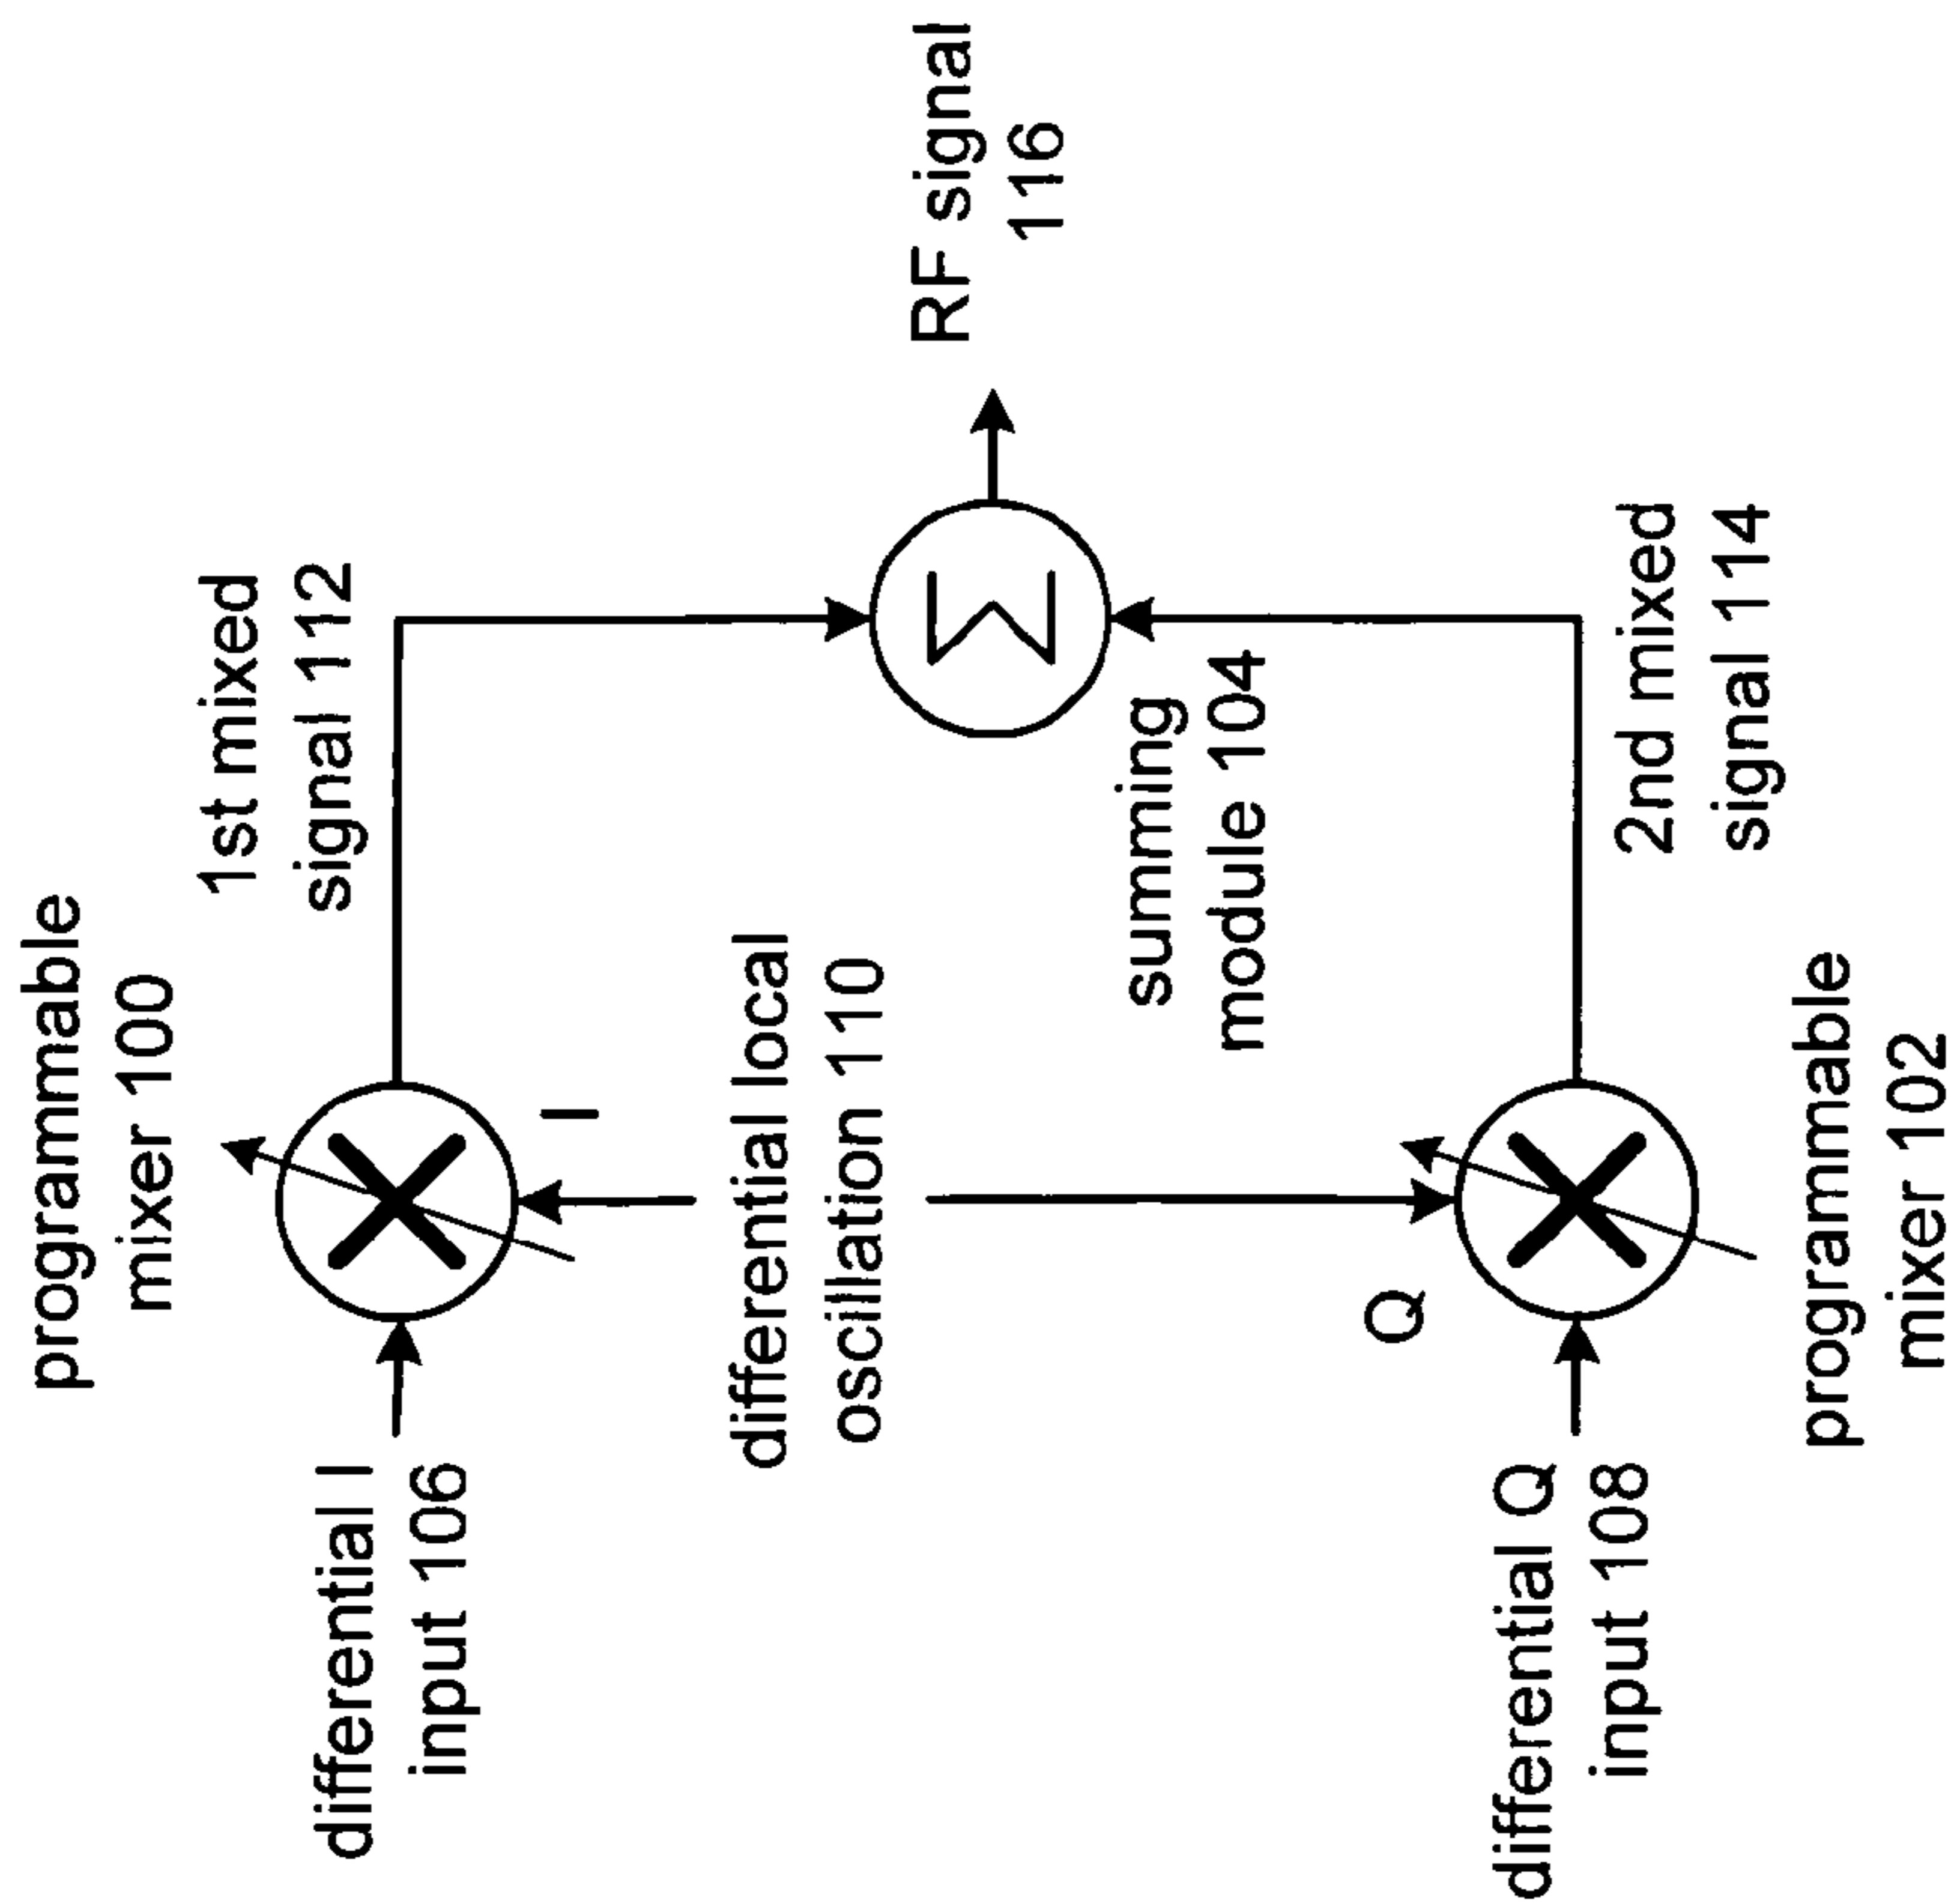 programmable
mixer 100
1st mixed
signal 112
differential I
input 106
I
differential local
oscillation 110
RF signal
116
Σ
summing
module 104
Q
differential Q
input 108
2nd mixed
signal 114
programmable
mixer 102